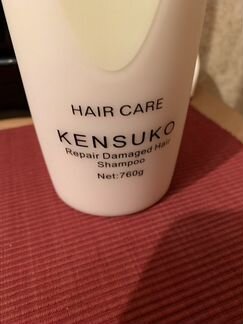 HAIR CARE
KENSUKO
Repair Damaged Hair
Shampoo
Net:760g